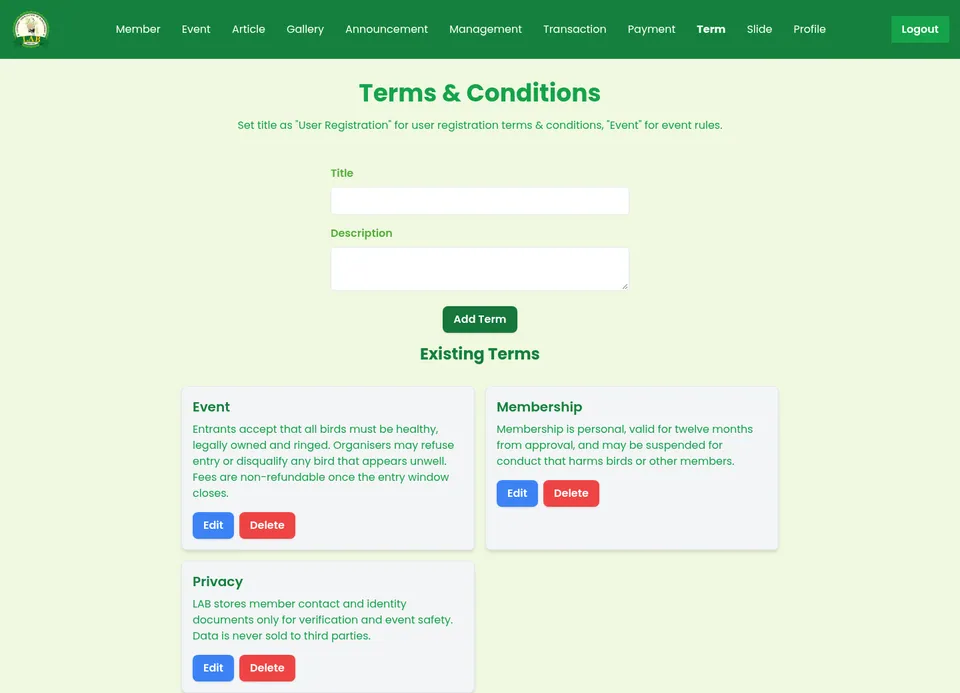 LAB
Member Event Article Gallery Announcement Management Transaction Payment Term Slide Profile Logout
Terms & Conditions
Set title as "User Registration" for user registration terms & conditions, "Event" for event rules.
Title
Description
Add Term
Existing Terms
Event
Entrants accept that all birds must be healthy,
legally owned and ringed. Organisers may refuse
entry or disqualify any bird that appears unwell.
Fees are non-refundable once the entry window
closes.
Edit Delete
Membership
Membership is personal, valid for twelve months
from approval, and may be suspended for
conduct that harms birds or other members.
Edit Delete
Privacy
LAB stores member contact and identity
documents only for verification and event safety.
Data is never sold to third parties.
Edit Delete